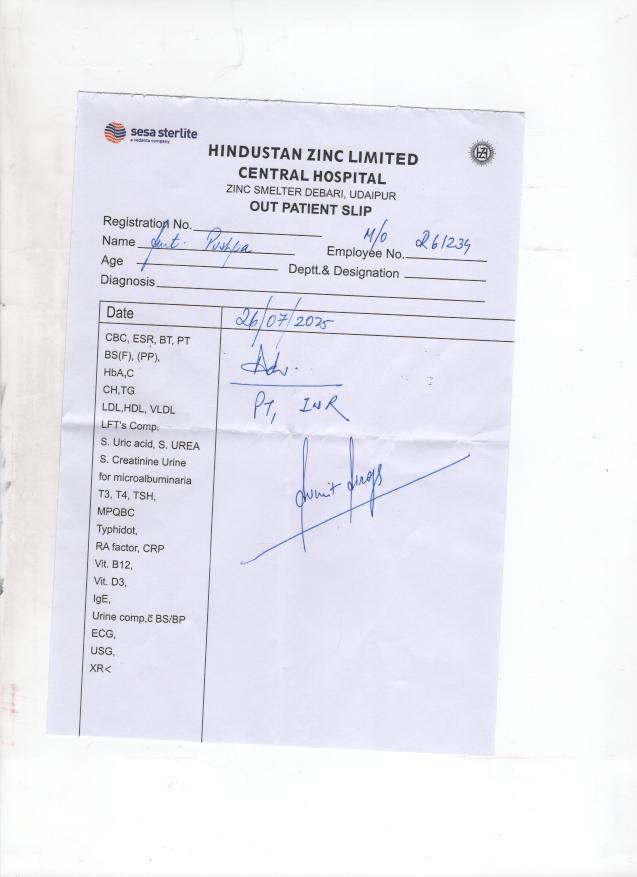 sesa sterlite
a vedanta company
HZL
HINDUSTAN ZINC LIMITED
CENTRAL HOSPITAL
ZINC SMELTER DEBARI, UDAIPUR
OUT PATIENT SLIP
Registration No.
Name Smt. Pushpa
M/O
Employee No. 261234
Age
Deptt.& Designation
Diagnosis
Date 26/07/2025
CBC, ESR, BT, PT
Adv.
BS(F), (PP),
HbA,C
CH,TG
PT, INR
LDL,HDL, VLDL
LFT's Comp.
S. Uric acid, S. UREA
S. Creatinine Urine
for microalbuminaria
T3, T4, TSH,
MPQBC
Typhidot,
RA factor, CRP
Vit. B12,
Vit. D3,
IgE,
Urine comp,c̄ BS/BP
ECG,
USG,
XR<